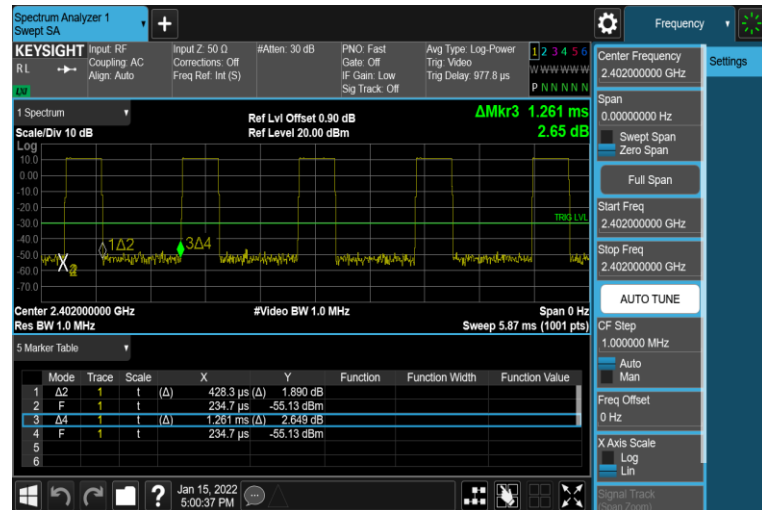 Spectrum Analyzer 1
Swept SA
+
Frequency
KEYSIGHT
RL
LXI
Input: RF
Coupling: AC
Align: Auto
Input Z: 50 Ω
Corrections: Off
Freq Ref: Int (S)
#Atten: 30 dB
PNO: Fast
Gate: Off
IF Gain: Low
Sig Track: Off
Avg Type: Log-Power
Trig: Video
Trig Delay: 977.8 µs
1 2 3 4 5 6
W W W W W W
P N N N N N
1 Spectrum
Scale/Div 10 dB
Ref Lvl Offset 0.90 dB
Ref Level 20.00 dBm
ΔMkr3 1.261 ms
2.65 dB
Log
10.0
0.00
-10.0
-20.0
-30.0
-40.0
-50.0
-60.0
-70.0
TRIG LVL
1Δ2
3Δ4
X
Center 2.402000000 GHz
Res BW 1.0 MHz
#Video BW 1.0 MHz
Span 0 Hz
Sweep 5.87 ms (1001 pts)
5 Marker Table
Mode Trace Scale X Y Function Function Width Function Value
1 Δ2 1 t (Δ) 428.3 µs (Δ) 1.890 dB
2 F 1 t 234.7 µs -55.13 dBm
3 Δ4 1 t (Δ) 1.261 ms (Δ) 2.649 dB
4 F 1 t 234.7 µs -55.13 dBm
5
6
?
Jan 15, 2022
5:00:37 PM
Center Frequency
2.402000000 GHz
Span
0.00000000 Hz
Swept Span
Zero Span
Full Span
Start Freq
2.402000000 GHz
Stop Freq
2.402000000 GHz
AUTO TUNE
CF Step
1.000000 MHz
Auto
Man
Freq Offset
0 Hz
X Axis Scale
Log
Lin
Signal Track
(Span Zoom)
Settings